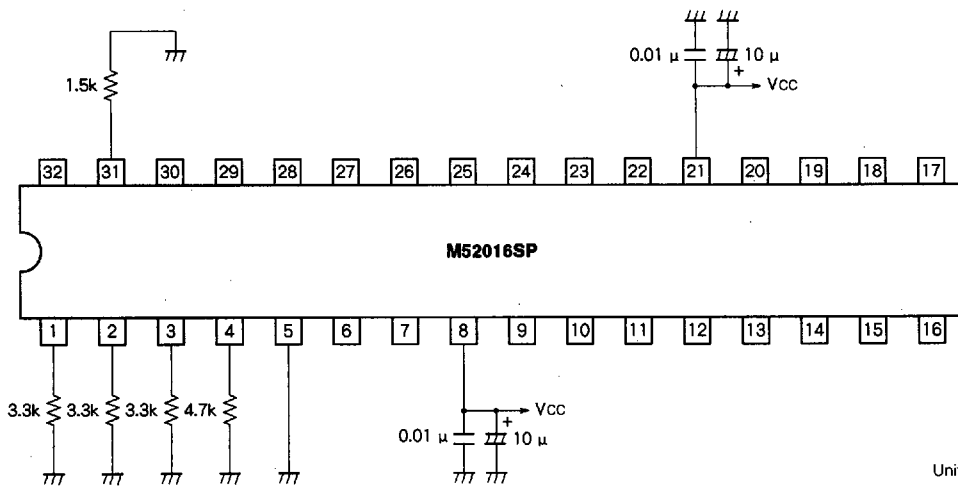 1.5k
0.01 µ
10 µ
+
VCC
32 31 30 29 28 27 26 25 24 23 22 21 20 19 18 17
M52016SP
1 2 3 4 5 6 7 8 9 10 11 12 13 14 15 16
3.3k 3.3k 3.3k 4.7k
VCC
+
0.01 µ
10 µ
Uni